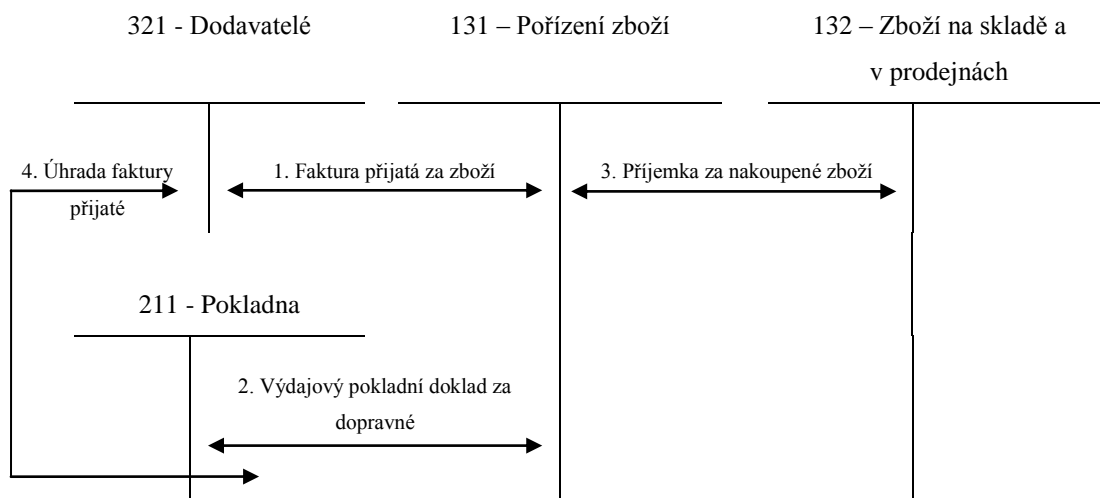 321 - Dodavatelé
131 – Pořízení zboží
132 – Zboží na skladě a
v prodejnách
4. Úhrada faktury
přijaté
1. Faktura přijatá za zboží
3. Příjemka za nakoupené zboží
211 - Pokladna
2. Výdajový pokladní doklad za
dopravné